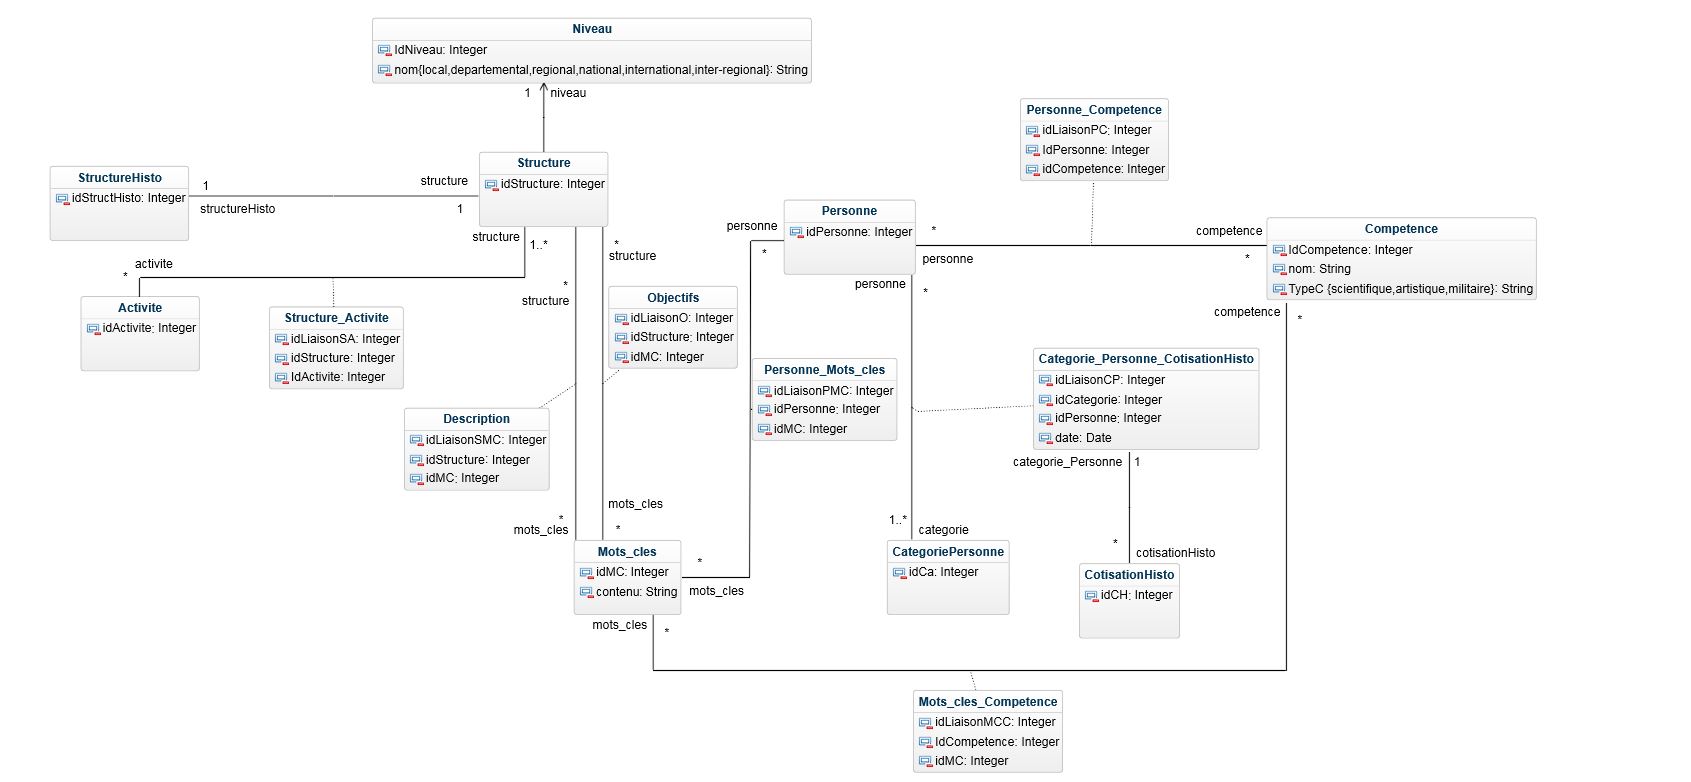 Niveau
IdNiveau: Integer
nom{local,departemental,regional,national,international,inter-regional}: String
1
niveau
Personne_Competence
idLiaisonPC: Integer
IdPersonne: Integer
idCompetence: Integer
Structure
idStructure: Integer
StructureHisto
idStructHisto: Integer
1
structure
structureHisto
1
Personne
idPersonne: Integer
Competence
IdCompetence: Integer
nom: String
TypeC {scientifique,artistique,militaire}: String
personne
*
*
competence
personne
*
structure
1..*
*
structure
activite
*
*
structure
personne
*
competence
*
Activite
idActivite: Integer
Structure_Activite
idLiaisonSA: Integer
idStructure: Integer
IdActivite: Integer
Objectifs
idLiaisonO: Integer
idStructure: Integer
idMC: Integer
Personne_Mots_cles
idLiaisonPMC: Integer
idPersonne: Integer
idMC: Integer
Categorie_Personne_CotisationHisto
idLiaisonCP: Integer
idCategorie: Integer
idPersonne: Integer
date: Date
Description
idLiaisonSMC: Integer
idStructure: Integer
idMC: Integer
categorie_Personne
1
mots_cles
*
*
mots_cles
1..*
categorie
*
cotisationHisto
Mots_cles
idMC: Integer
contenu: String
*
mots_cles
CategoriePersonne
idCa: Integer
CotisationHisto
idCH: Integer
mots_cles
*
Mots_cles_Competence
idLiaisonMCC: Integer
IdCompetence: Integer
idMC: Integer